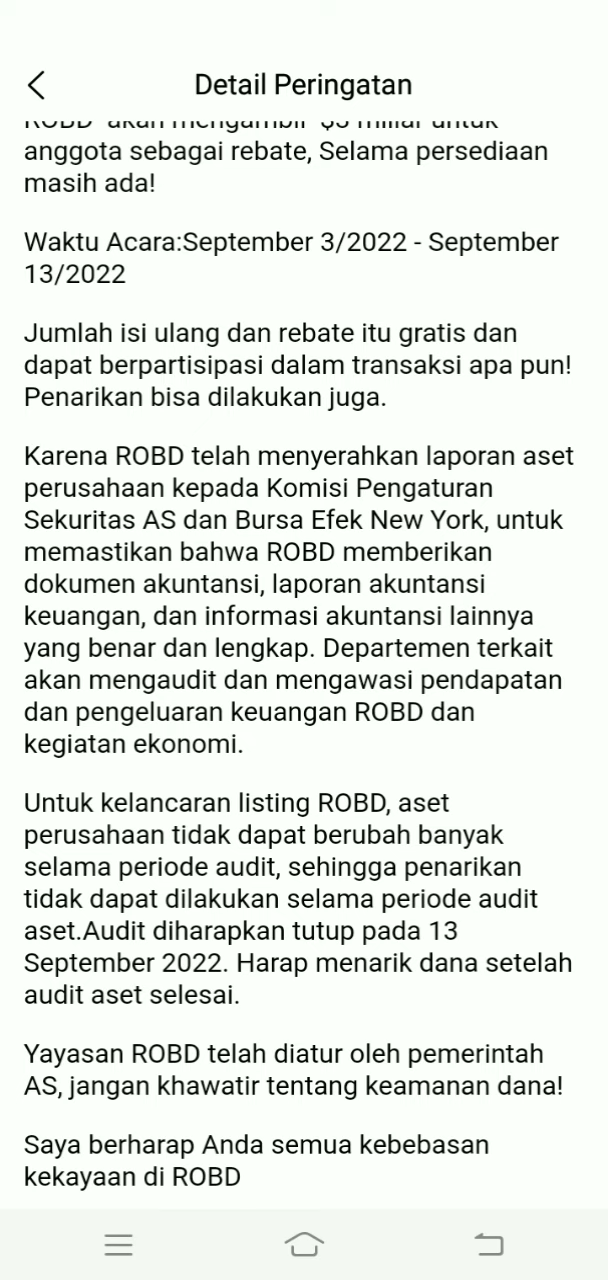 Detail Peringatan
ROBD akan mengambil $3 miliar untuk
anggota sebagai rebate, Selama persediaan
masih ada!
Waktu Acara:September 3/2022 - September
13/2022
Jumlah isi ulang dan rebate itu gratis dan
dapat berpartisipasi dalam transaksi apa pun!
Penarikan bisa dilakukan juga.
Karena ROBD telah menyerahkan laporan aset
perusahaan kepada Komisi Pengaturan
Sekuritas AS dan Bursa Efek New York, untuk
memastikan bahwa ROBD memberikan
dokumen akuntansi, laporan akuntansi
keuangan, dan informasi akuntansi lainnya
yang benar dan lengkap. Departemen terkait
akan mengaudit dan mengawasi pendapatan
dan pengeluaran keuangan ROBD dan
kegiatan ekonomi.
Untuk kelancaran listing ROBD, aset
perusahaan tidak dapat berubah banyak
selama periode audit, sehingga penarikan
tidak dapat dilakukan selama periode audit
aset.Audit diharapkan tutup pada 13
September 2022. Harap menarik dana setelah
audit aset selesai.
Yayasan ROBD telah diatur oleh pemerintah
AS, jangan khawatir tentang keamanan dana!
Saya berharap Anda semua kebebasan
kekayaan di ROBD